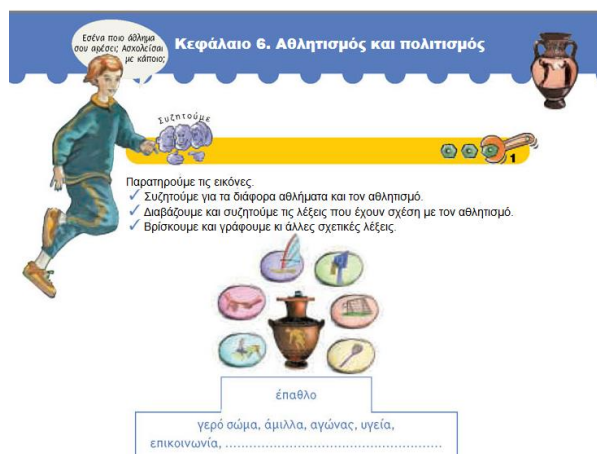 Εσένα ποιο άθλημα
σου αρέσει; Ασχολείσαι
με κάποιο;
Κεφάλαιο 6. Αθλητισμός και πολιτισμός
Συζητούμε
1
Παρατηρούμε τις εικόνες.
✓ Συζητούμε για τα διάφορα αθλήματα και τον αθλητισμό.
✓ Διαβάζουμε και συζητούμε τις λέξεις που έχουν σχέση με τον αθλητισμό.
✓ Βρίσκουμε και γράφουμε κι άλλες σχετικές λέξεις.
έπαθλο
γερό σώμα, άμιλλα, αγώνας, υγεία,
επικοινωνία, ......................................................